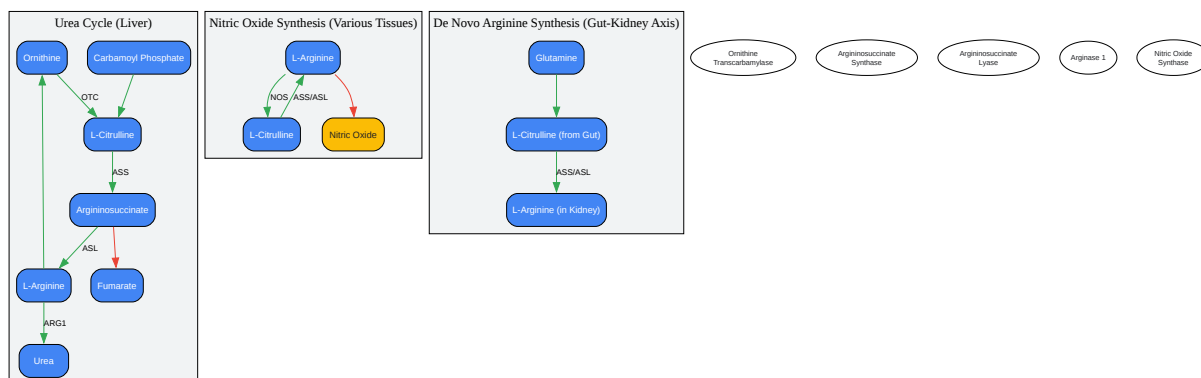 Urea Cycle (Liver)
Ornithine
Carbamoyl Phosphate
OTC
L-Citrulline
ASS
Argininosuccinate
ASL
L-Arginine
Fumarate
ARG1
Urea
Nitric Oxide Synthesis (Various Tissues)
L-Arginine
NOS
ASS/ASL
L-Citrulline
Nitric Oxide
De Novo Arginine Synthesis (Gut-Kidney Axis)
Glutamine
L-Citrulline (from Gut)
ASS/ASL
L-Arginine (in Kidney)
Ornithine
Transcarbamylase
Argininosuccinate
Synthase
Argininosuccinate
Lyase
Arginase 1
Nitric Oxide
Synthase